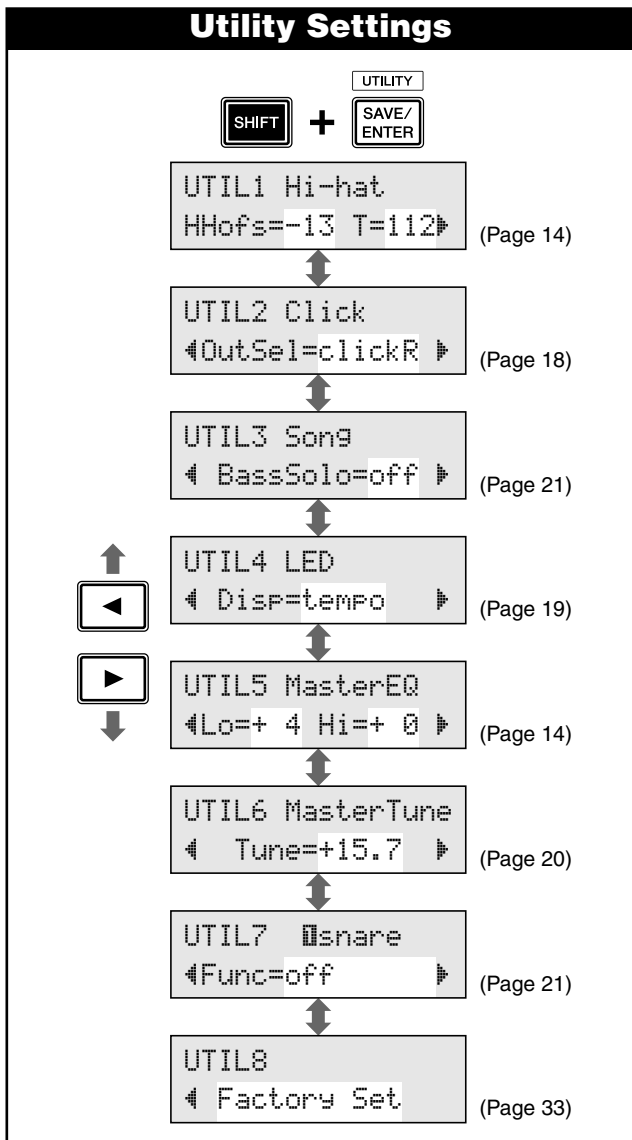 Utility Settings
UTILITY
SHIFT + SAVE/
ENTER
UTIL1 Hi-hat
HHofs=-13 T=112
(Page 14)
UTIL2 Click
OutSel=clickR
(Page 18)
UTIL3 Song
BassSolo=off
(Page 21)
UTIL4 LED
Disp=tempo
(Page 19)
UTIL5 MasterEQ
Lo=+ 4 Hi=+ 0
(Page 14)
UTIL6 MasterTune
Tune=+15.7
(Page 20)
UTIL7 1snare
Func=off
(Page 21)
UTIL8
Factory Set
(Page 33)